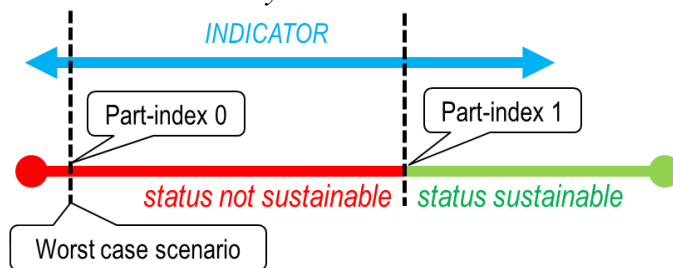 INDICATOR
Part-index 0
Part-index 1
status not sustainable
status sustainable
Worst case scenario